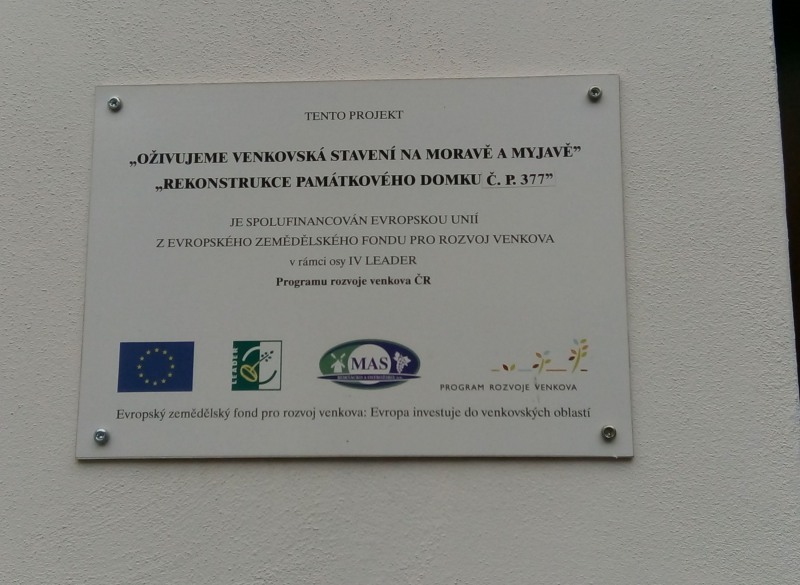 TENTO PROJEKT
„OŽIVUJEME VENKOVSKÁ STAVENÍ NA MORAVĚ A MYJAVĚ”
„REKONSTRUKCE PAMÁTKOVÉHO DOMKU Č. P. 377”
JE SPOLUFINANCOVÁN EVROPSKOU UNIÍ
Z EVROPSKÉHO ZEMĚDĚLSKÉHO FONDU PRO ROZVOJ VENKOVA
v rámci osy IV LEADER
Programu rozvoje venkova ČR
LEADER
MAS
PROGRAM ROZVOJE VENKOVA
Evropský zemědělský fond pro rozvoj venkova: Evropa investuje do venkovských oblastí